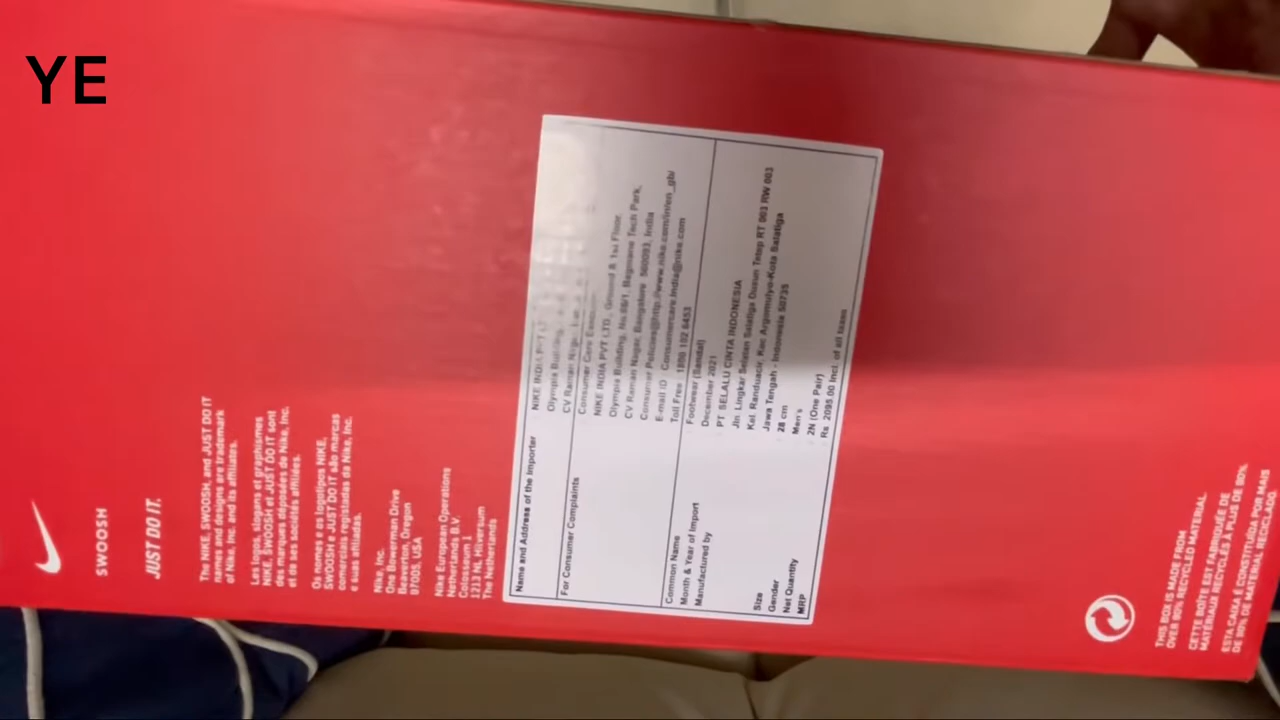 YE
SWOOSH
JUST DO IT.
The NIKE, SWOOSH, and JUST DO IT
names and designs are trademark
of Nike, Inc. and its affiliates.
Les logos, slogans et graphismes
NIKE, SWOOSH et JUST DO IT sont
des marques déposées de Nike, Inc.
et de ses sociétés affiliées.
Os nomes e os logotipos NIKE,
SWOOSH e JUST DO IT são marcas
comerciais registadas da Nike, Inc.
e suas afiliadas.
Nike, Inc.
One Bowerman Drive
Beaverton, Oregon
97005, USA
Nike European Operations
Netherlands B.V.
Colosseum 1
1213 NL Hilversum
The Netherlands
Name and Address of the Importer NIKE INDIA PVT
Olympia Building,
CV Raman
For Consumer Complaints Consumer Care
NIKE INDIA PVT LTD., Ground & 1st Floor,
Olympia Building, No.66/1, Bagmane Tech Park,
CV Raman Nagar, Bangalore 560093, India
Consumer Policies@http://www.nike.com/in/en_gb/
E-mail ID Consumercare.India@nike.com
Toll Free 1800 102 6453
Common Name Footwear (Sandal)
Month & Year of Import December 2021
Manufactured by PT SELALU CINTA INDONESIA
Jln. Lingkar Selatan Salatiga Dusun Tetep RT 003 RW 003
Kel. Randuacir, Kec Argomulyo-Kota Salatiga
Jawa Tengah - Indonesia 50735
Size 28 cm
Gender Men's
Net Quantity 2N (One Pair)
MRP Rs 2095.00 Incl. of all taxes
THIS BOX IS MADE FROM
OVER 90% RECYCLED MATERIAL.
CETTE BOÎTE EST FABRIQUÉE DE
MATÉRIAUX RECYCLÉS À PLUS DE 90%.
ESTA CAIXA É CONSTITUÍDA POR MAIS
DE 90% DE MATERIAL RECICLADO.